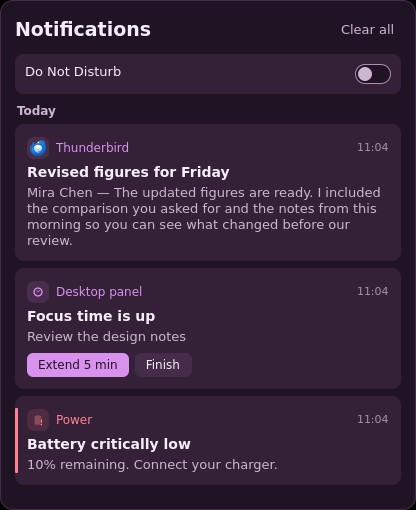 Notifications
Clear all
Do Not Disturb
Today
Thunderbird
11:04
Revised figures for Friday
Mira Chen — The updated figures are ready. I included
the comparison you asked for and the notes from this
morning so you can see what changed before our
review.
Desktop panel
11:04
Focus time is up
Review the design notes
Extend 5 min
Finish
Power
11:04
Battery critically low
10% remaining. Connect your charger.